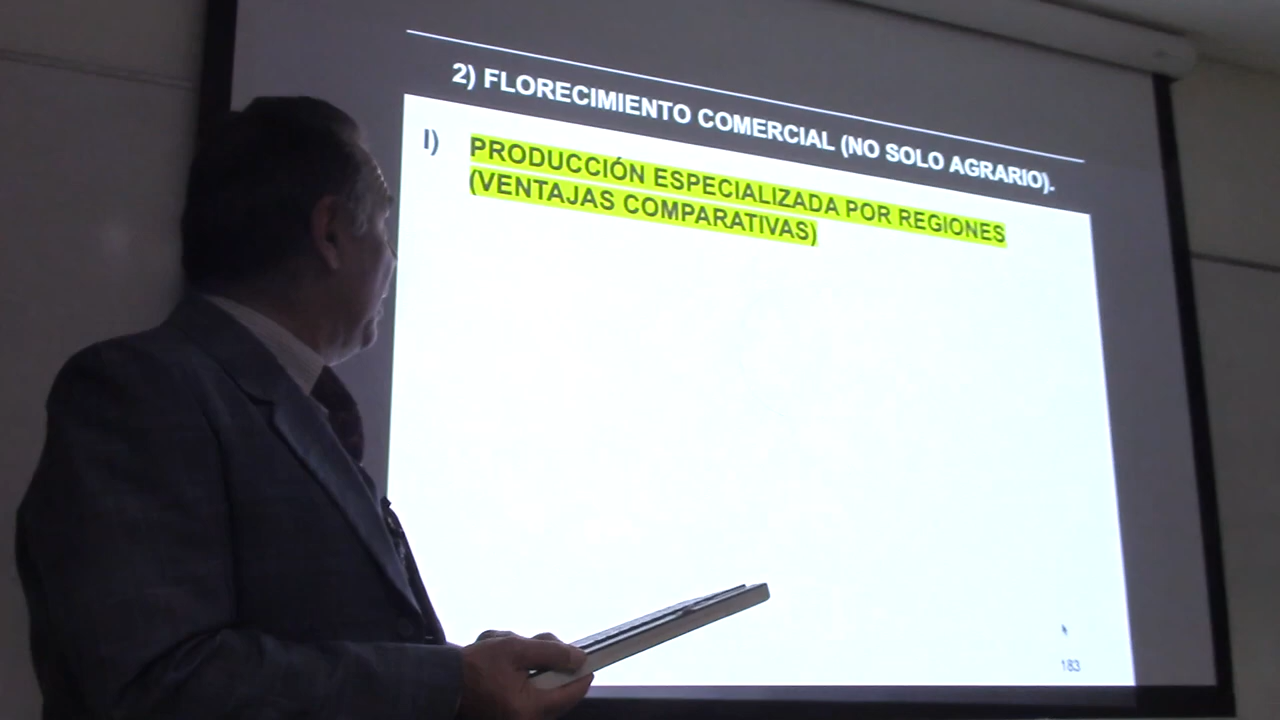 2) FLORECIMIENTO COMERCIAL (NO SOLO AGRARIO).
I) PRODUCCIÓN ESPECIALIZADA POR REGIONES
(VENTAJAS COMPARATIVAS)
183